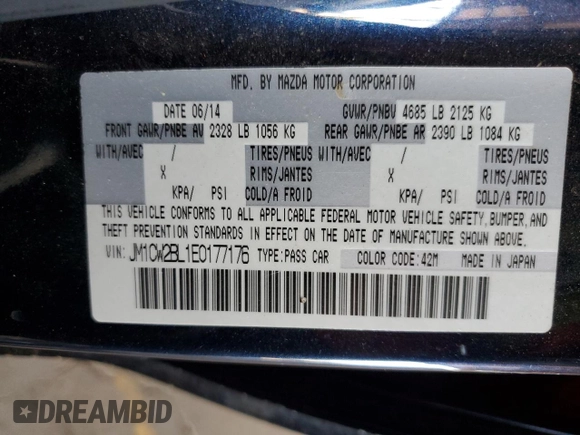 MFD. BY MAZDA MOTOR CORPORATION
DATE 06/14 GVWR/PNBV 4685 LB 2125 KG
FRONT GAWR/PNBE AV 2328 LB 1056 KG REAR GAWR/PNBE AR 2390 LB 1084 KG
WITH/AVEC / TIRES/PNEUS WITH/AVEC / TIRES/PNEUS
X RIMS/JANTES X RIMS/JANTES
KPA/ PSI COLD/A FROID KPA/ PSI COLD/A FROID
THIS VEHICLE CONFORMS TO ALL APPLICABLE FEDERAL MOTOR VEHICLE SAFETY,BUMPER,AND
THEFT PREVENTION STANDARDS IN EFFECT ON THE DATE OF MANUFACTURE SHOWN ABOVE.
VIN: JM1CW2BL1E0177176 TYPE:PASS CAR COLOR CODE:42M MADE IN JAPAN
DREAMBID